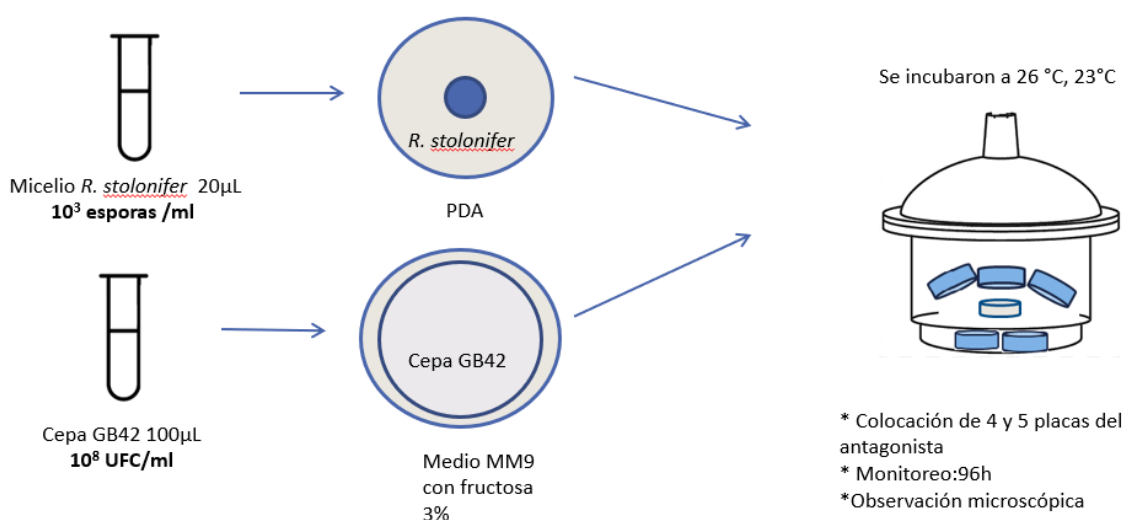 Micelio R. stolonifer 20µL
10³ esporas /ml
R. stolonifer
PDA
Cepa GB42 100µL
10⁸ UFC/ml
Cepa GB42
Medio MM9
con fructosa
3%
Se incubaron a 26 °C, 23°C
* Colocación de 4 y 5 placas del
antagonista
* Monitoreo:96h
*Observación microscópica